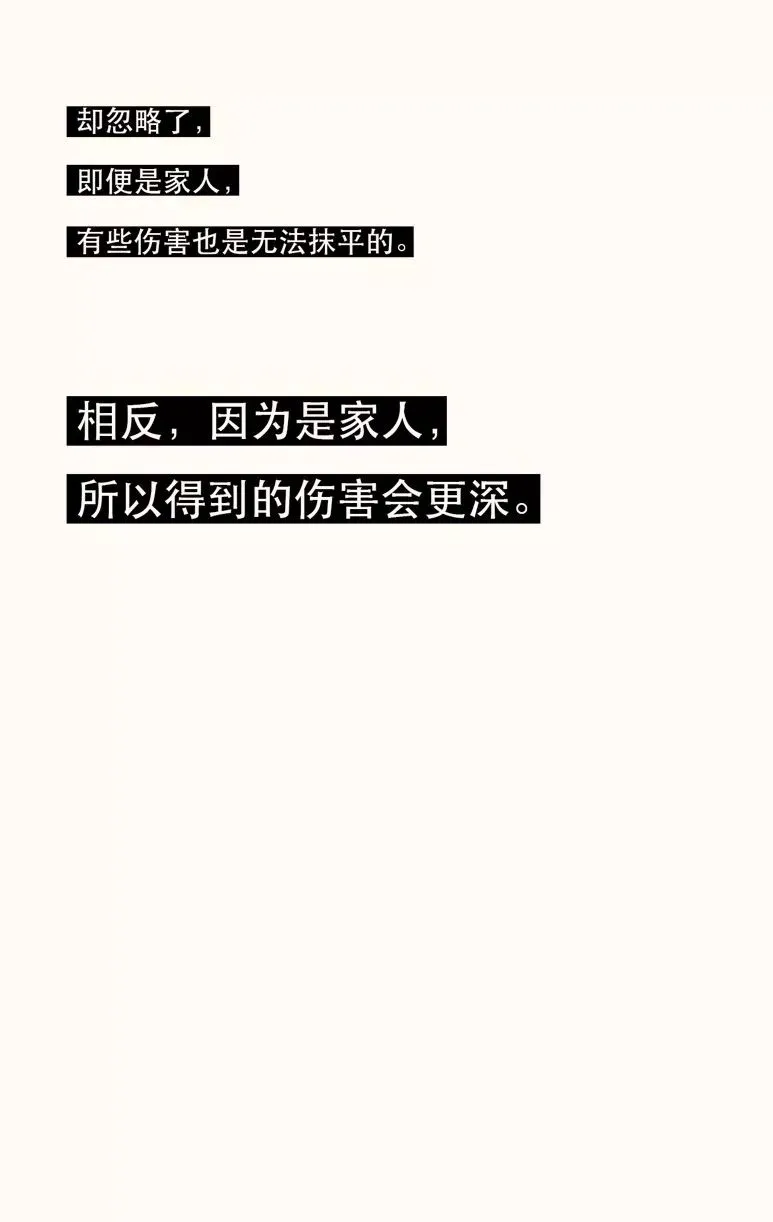 却忽略了，
即便是家人，
有些伤害也是无法抹平的。
相反，因为是家人，
所以得到的伤害会更深。